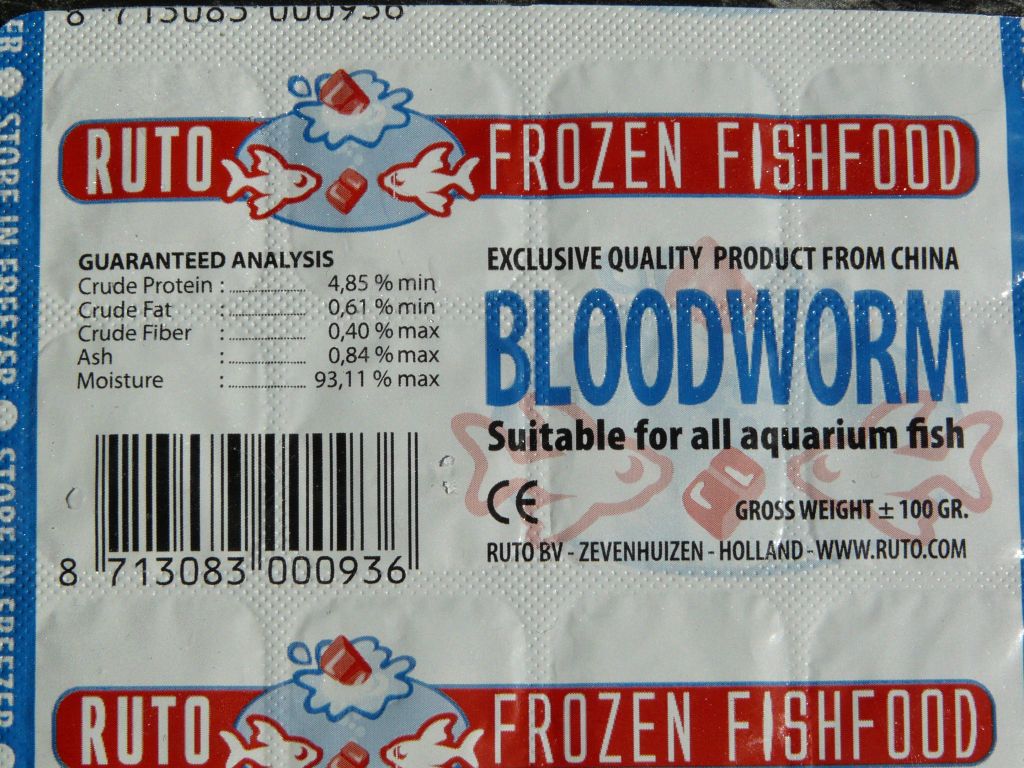 8 713083 000936
STORE IN FREEZER
STORE IN FREEZER
RUTO FROZEN FISHFOOD
GUARANTEED ANALYSIS
Crude Protein : .................... 4,85 % min
Crude Fat : .................... 0,61 % min
Crude Fiber : .................... 0,40 % max
Ash : .................... 0,84 % max
Moisture : .................... 93,11 % max
EXCLUSIVE QUALITY PRODUCT FROM CHINA
BLOODWORM
Suitable for all aquarium fish
CE
GROSS WEIGHT ± 100 GR.
RUTO BV - ZEVENHUIZEN - HOLLAND - WWW.RUTO.COM
8 713083 000936
RUTO FROZEN FISHFOOD